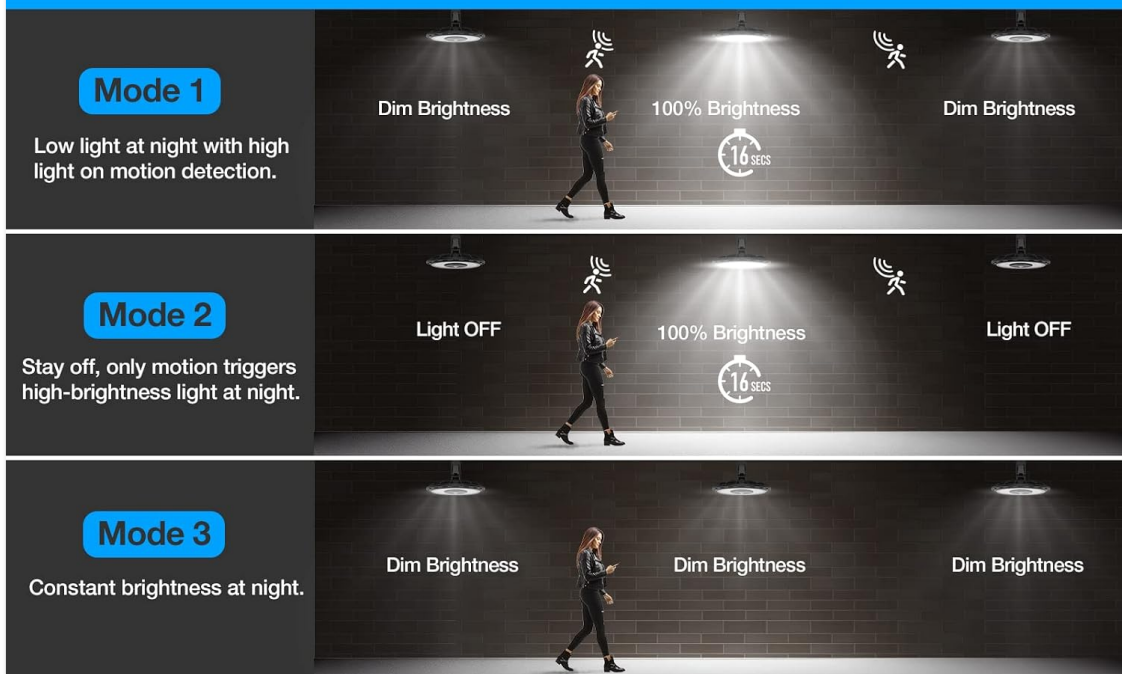 Mode 1
Low light at night with high
light on motion detection.
Dim Brightness
100% Brightness
16 SECS
Dim Brightness
Mode 2
Stay off, only motion triggers
high-brightness light at night.
Light OFF
100% Brightness
16 SECS
Light OFF
Mode 3
Constant brightness at night.
Dim Brightness
Dim Brightness
Dim Brightness